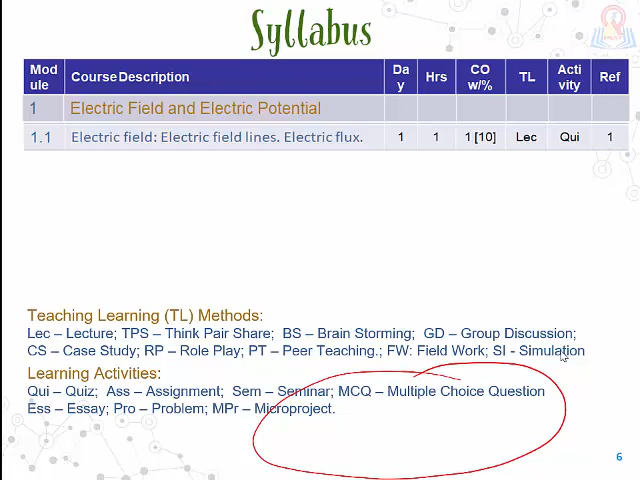 Syllabus
Mod ule Course Description Da y Hrs CO w/% TL Acti vity Ref
1 Electric Field and Electric Potential
1.1 Electric field: Electric field lines. Electric flux. 1 1 1 [10] Lec Qui 1
Teaching Learning (TL) Methods:
Lec – Lecture; TPS – Think Pair Share; BS – Brain Storming; GD – Group Discussion;
CS – Case Study; RP – Role Play; PT – Peer Teaching.; FW: Field Work; SI - Simulation
Learning Activities:
Qui – Quiz; Ass – Assignment; Sem – Seminar; MCQ – Multiple Choice Question
Ess – Essay; Pro – Problem; MPr – Microproject.
6